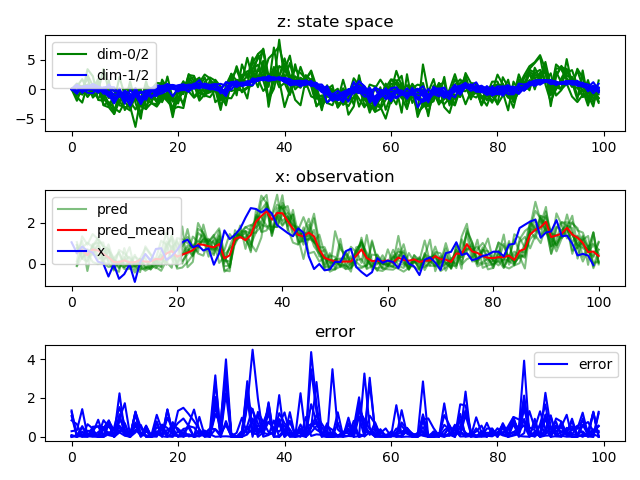 z: state space
dim-0/2
dim-1/2
5
0
−5
0 20 40 60 80 100
x: observation
pred
pred_mean
x
2
0
0 20 40 60 80 100
error
error
4
2
0
0 20 40 60 80 100